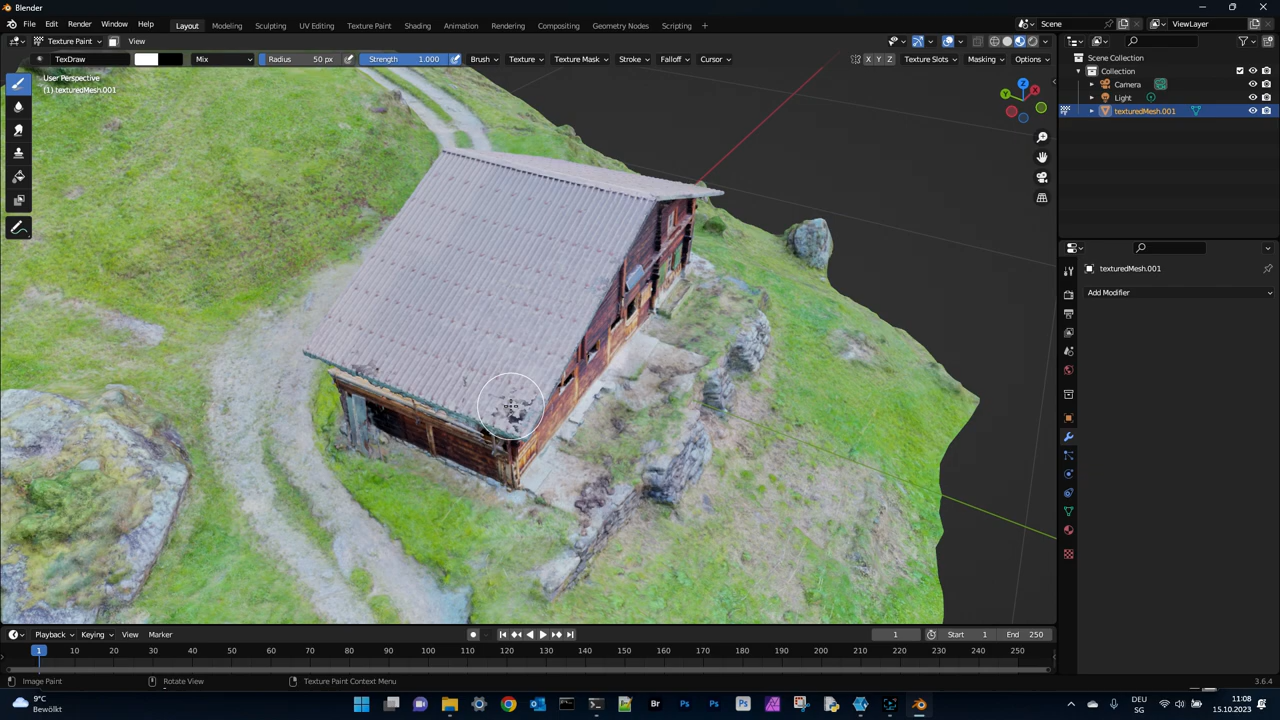 Blender
File Edit Render Window Help Layout Modeling Sculpting UV Editing Texture Paint Shading Animation Rendering Compositing Geometry Nodes Scripting + Scene ViewLayer
Texture Paint View
TexDraw Mix Radius 50 px Strength 1.000 Brush Texture Texture Mask Stroke Falloff Cursor X Y Z Texture Slots Masking Options
User Perspective
(1) texturedMesh.001
Z
X
Y
Scene Collection
Collection
Camera
Light
texturedMesh.001
texturedMesh.001
Add Modifier
Playback Keying View Marker 1 Start 1 End 250
1 10 20 30 40 50 60 70 80 90 100 110 120 130 140 150 160 170 180 190 200 210 220 230 240 250
Image Paint Rotate View Texture Paint Context Menu 3.6.4
9°C
Bewölkt
Br Ps Ps Ps
DEU
SG
11:08
15.10.2023